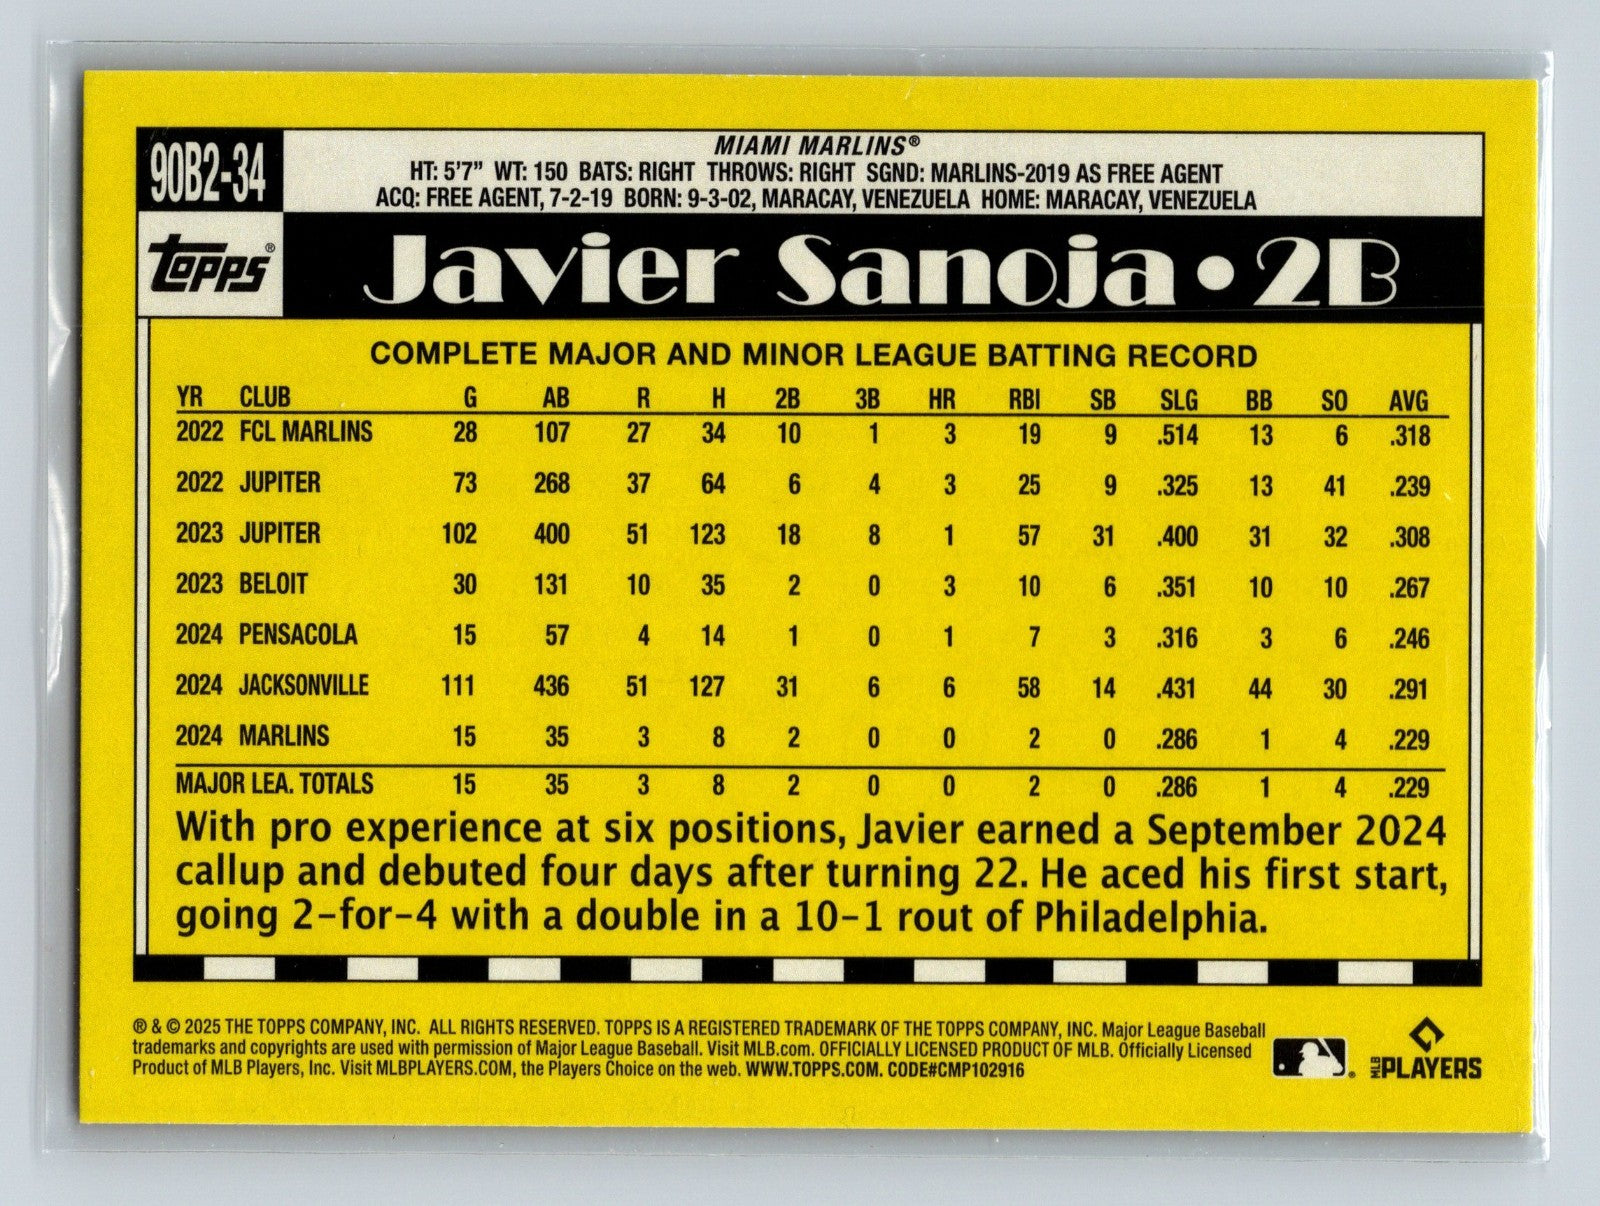 90B2-34
MIAMI MARLINS®
HT: 5'7" WT: 150 BATS: RIGHT THROWS: RIGHT SGND: MARLINS-2019 AS FREE AGENT
ACQ: FREE AGENT, 7-2-19 BORN: 9-3-02, MARACAY, VENEZUELA HOME: MARACAY, VENEZUELA
Topps®
Javier Sanoja • 2B
COMPLETE MAJOR AND MINOR LEAGUE BATTING RECORD
YR CLUB G AB R H 2B 3B HR RBI SB SLG BB SO AVG
2022 FCL MARLINS 28 107 27 34 10 1 3 19 9 .514 13 6 .318
2022 JUPITER 73 268 37 64 6 4 3 25 9 .325 13 41 .239
2023 JUPITER 102 400 51 123 18 8 1 57 31 .400 31 32 .308
2023 BELOIT 30 131 10 35 2 0 3 10 6 .351 10 10 .267
2024 PENSACOLA 15 57 4 14 1 0 1 7 3 .316 3 6 .246
2024 JACKSONVILLE 111 436 51 127 31 6 6 58 14 .431 44 30 .291
2024 MARLINS 15 35 3 8 2 0 0 2 0 .286 1 4 .229
MAJOR LEA. TOTALS 15 35 3 8 2 0 0 2 0 .286 1 4 .229
With pro experience at six positions, Javier earned a September 2024
callup and debuted four days after turning 22. He aced his first start,
going 2-for-4 with a double in a 10-1 rout of Philadelphia.
® & © 2025 THE TOPPS COMPANY, INC. ALL RIGHTS RESERVED. TOPPS IS A REGISTERED TRADEMARK OF THE TOPPS COMPANY, INC. Major League Baseball
trademarks and copyrights are used with permission of Major League Baseball. Visit MLB.com. OFFICIALLY LICENSED PRODUCT OF MLB. Officially Licensed
Product of MLB Players, Inc. Visit MLBPLAYERS.COM, the Players Choice on the web. WWW.TOPPS.COM. CODE#CMP102916
MLB PLAYERS